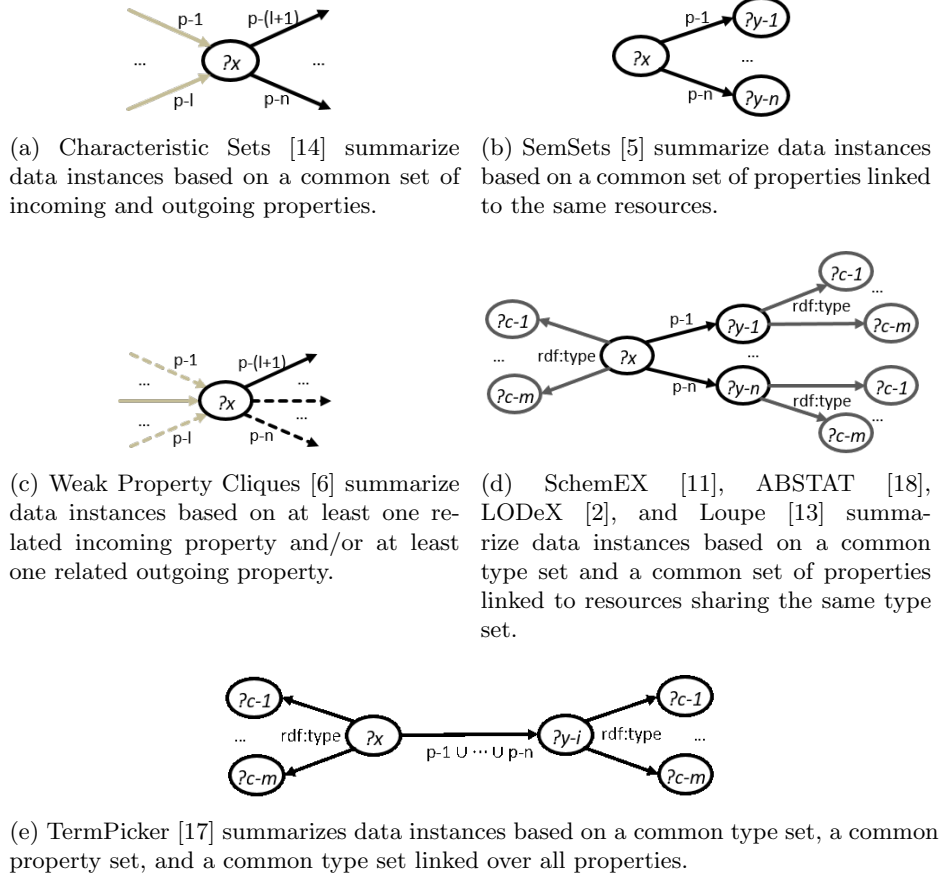 p-1 p-(l+1)
... ?x ...
p-l p-n
p-1 ?y-1
?x ...
p-n ?y-n
(a) Characteristic Sets [14] summarize
data instances based on a common set of
incoming and outgoing properties.
(b) SemSets [5] summarize data instances
based on a common set of properties linked
to the same resources.
p-1 p-(l+1)
... ...
?x
... ...
p-l p-n
?c-1
...
?c-1 p-1 ?y-1 rdf:type ?c-m
... rdf:type ?x ...
?c-m p-n ?y-n ?c-1
rdf:type
?c-m ...
(c) Weak Property Cliques [6] summarize
data instances based on at least one re-
lated incoming property and/or at least
one related outgoing property.
(d) SchemEX [11], ABSTAT [18],
LODeX [2], and Loupe [13] summa-
rize data instances based on a common
type set and a common set of properties
linked to resources sharing the same type
set.
?c-1 ?c-1
... rdf:type ?x ?y-i rdf:type ...
p-1 ∪ ⋯ ∪ p-n
?c-m ?c-m
(e) TermPicker [17] summarizes data instances based on a common type set, a common
property set, and a common type set linked over all properties.